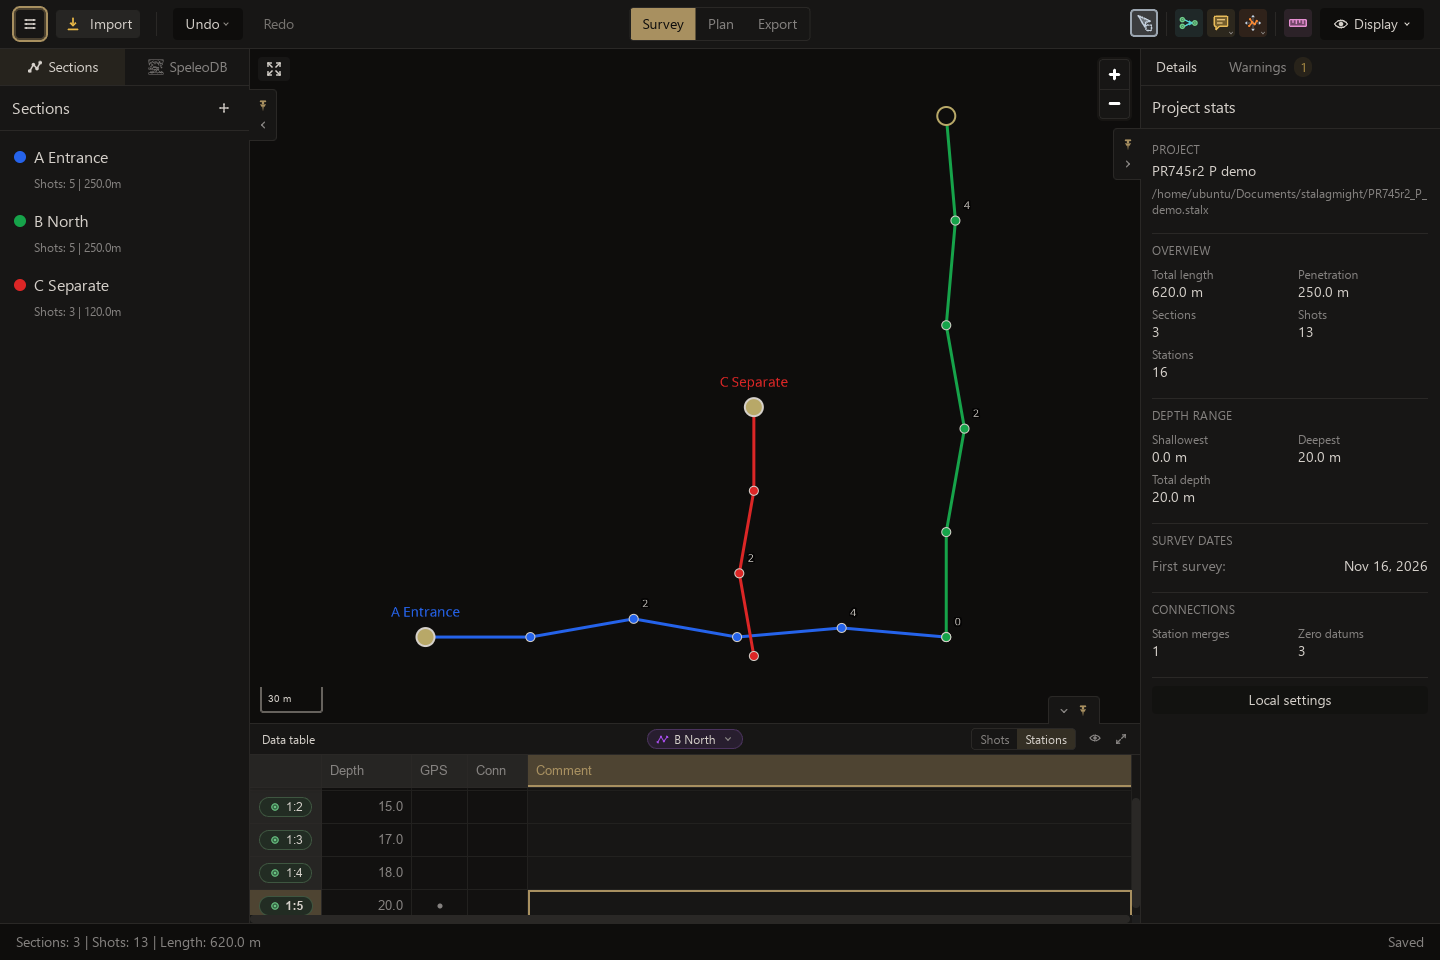 Import
Undo
Redo
Survey
Plan
Export
Display
Sections
SpeleoDB
Sections
A Entrance
Shots: 5 | 250.0m
B North
Shots: 5 | 250.0m
C Separate
Shots: 3 | 120.0m
4
2
C Separate
2
A Entrance
2
4
0
30 m
Details
Warnings 1
Project stats
PROJECT
PR745r2 P demo
/home/ubuntu/Documents/stalagmight/PR745r2_P_
demo.stalx
OVERVIEW
Total length Penetration
620.0 m 250.0 m
Sections Shots
3 13
Stations
16
DEPTH RANGE
Shallowest Deepest
0.0 m 20.0 m
Total depth
20.0 m
SURVEY DATES
First survey: Nov 16, 2026
CONNECTIONS
Station merges Zero datums
1 3
Local settings
Data table
B North
Shots Stations
Depth GPS Conn Comment
1:2 15.0
1:3 17.0
1:4 18.0
1:5 20.0
Sections: 3 | Shots: 13 | Length: 620.0 m
Saved